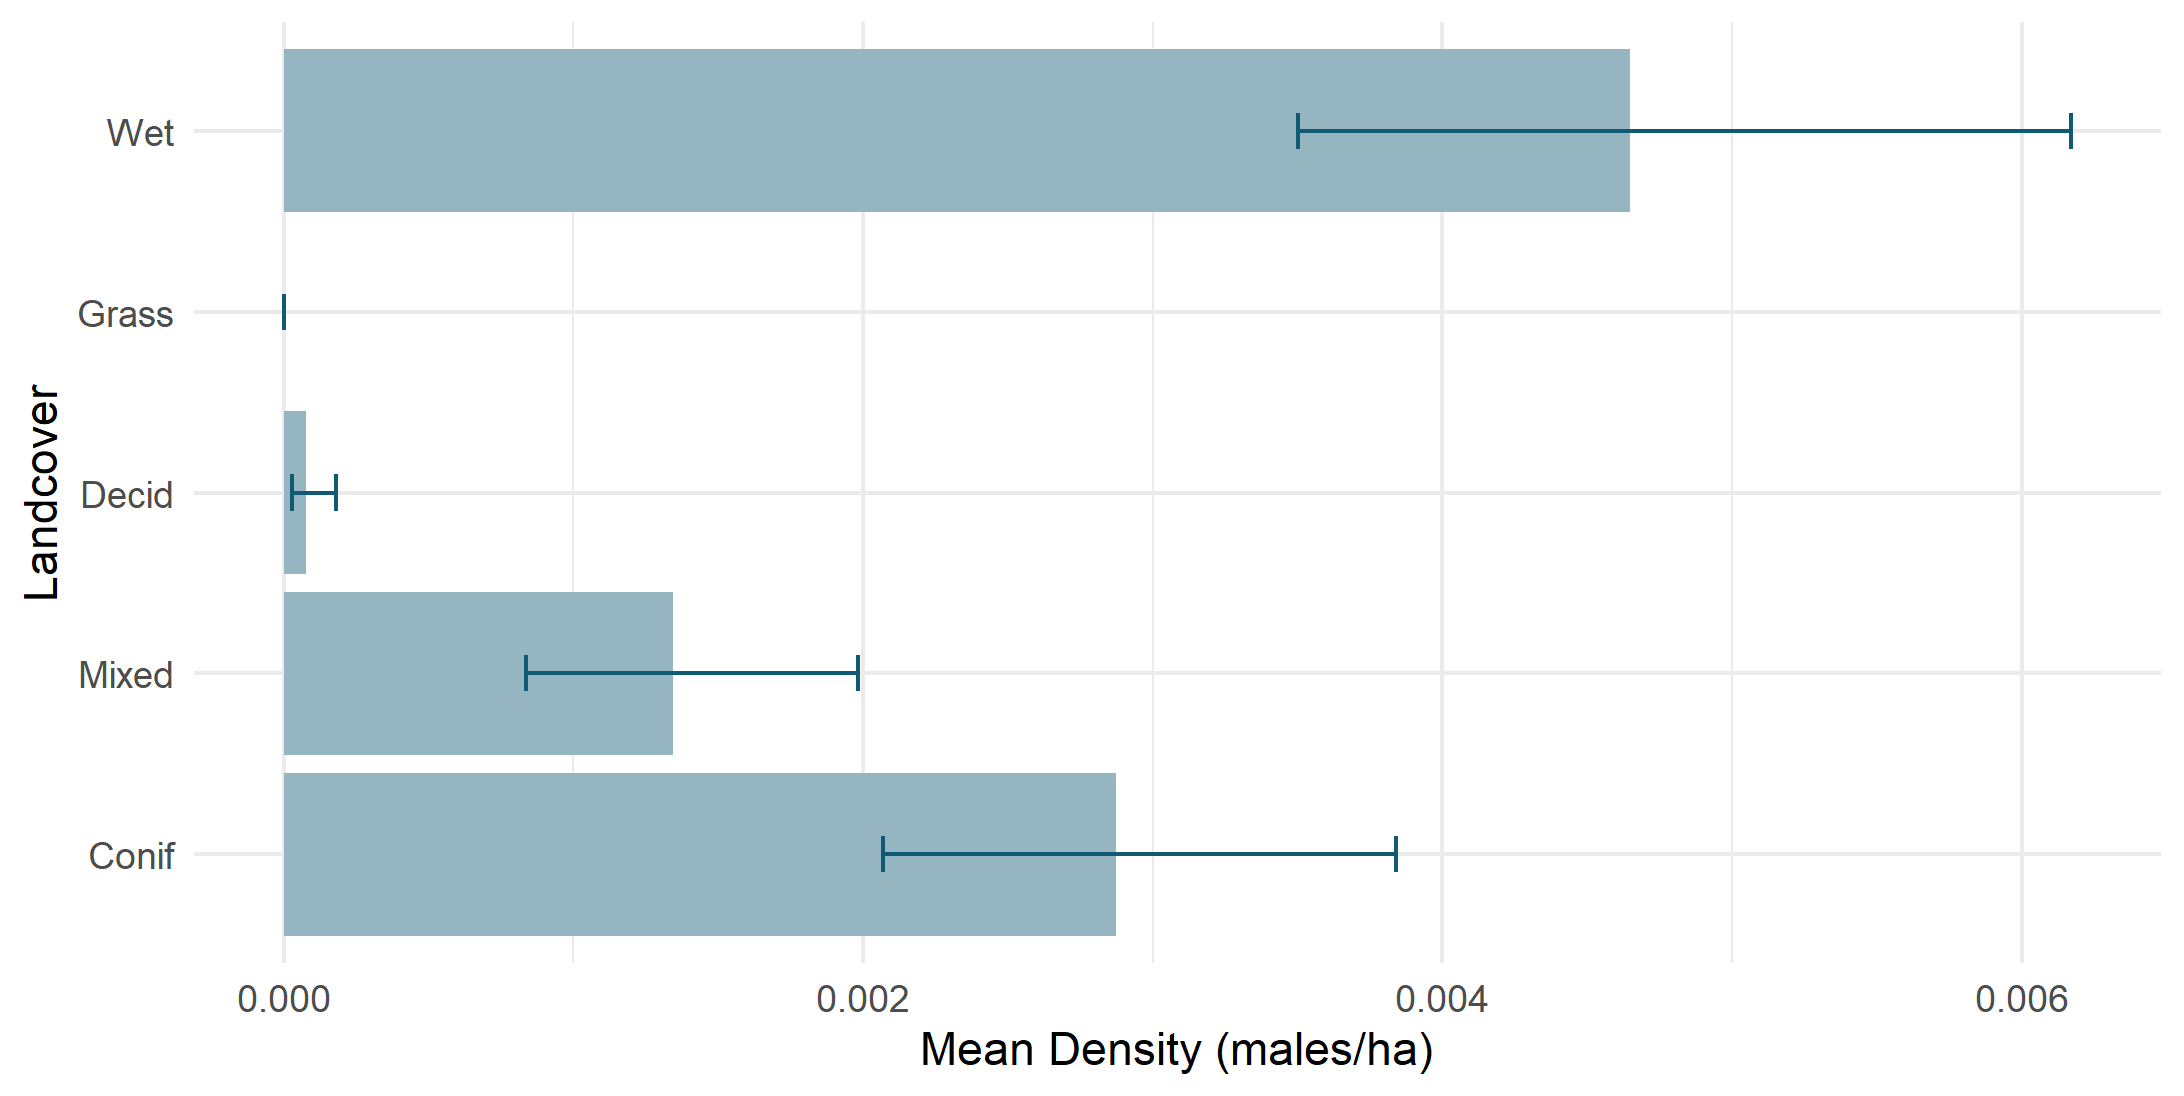 Wet
Grass
Decid
Mixed
Conif
Landcover
0.000 0.002 0.004 0.006
Mean Density (males/ha)